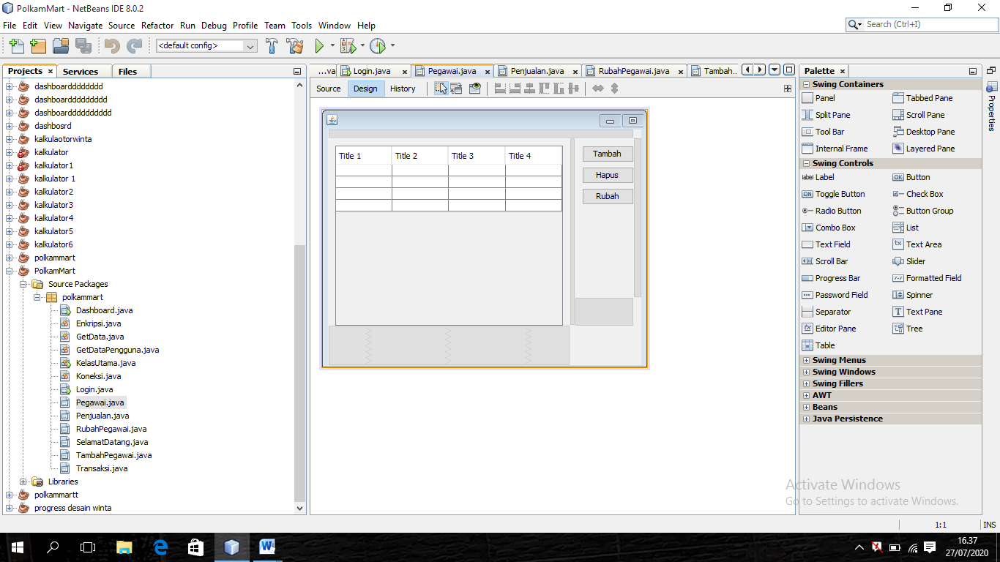 PolkamMart - NetBeans IDE 8.0.2
File Edit View Navigate Source Refactor Run Debug Profile Team Tools Window Help
Search (Ctrl+I)
<default config>
Projects
Services
Files
dashboarddddddddd
dashboardddddddddd
dashboarddddddddddd
dashbosrd
kalkulaotorwinta
kalkulator
kalkulator1
kalkulator 1
kalkulator2
kalkulator3
kalkulator4
kalkulator5
kalkulator6
polkammart
PolkamMart
Source Packages
polkammart
Dashboard.java
Enkripsi.java
GetData.java
GetDataPengguna.java
KelasUtama.java
Koneksi.java
Login.java
Pegawai.java
Penjualan.java
RubahPegawai.java
SelamatDatang.java
TambahPegawai.java
Transaksi.java
Libraries
polkammartt
progress desain winta
...va Login.java Pegawai.java Penjualan.java RubahPegawai.java Tambah..
Source Design History
Title 1 Title 2 Title 3 Title 4
Tambah
Hapus
Rubah
Palette
Swing Containers
Panel Tabbed Pane
Split Pane Scroll Pane
Tool Bar Desktop Pane
Internal Frame Layered Pane
Swing Controls
label Label OK Button
ON Toggle Button Check Box
Radio Button Button Group
Combo Box List
Text Field Text Area
Scroll Bar Slider
Progress Bar Formatted Field
Password Field Spinner
Separator Text Pane
Editor Pane Tree
Table
Swing Menus
Swing Windows
Swing Fillers
AWT
Beans
Java Persistence
Properties
Activate Windows
Go to Settings to activate Windows.
1:1 INS
16.37
27/07/2020